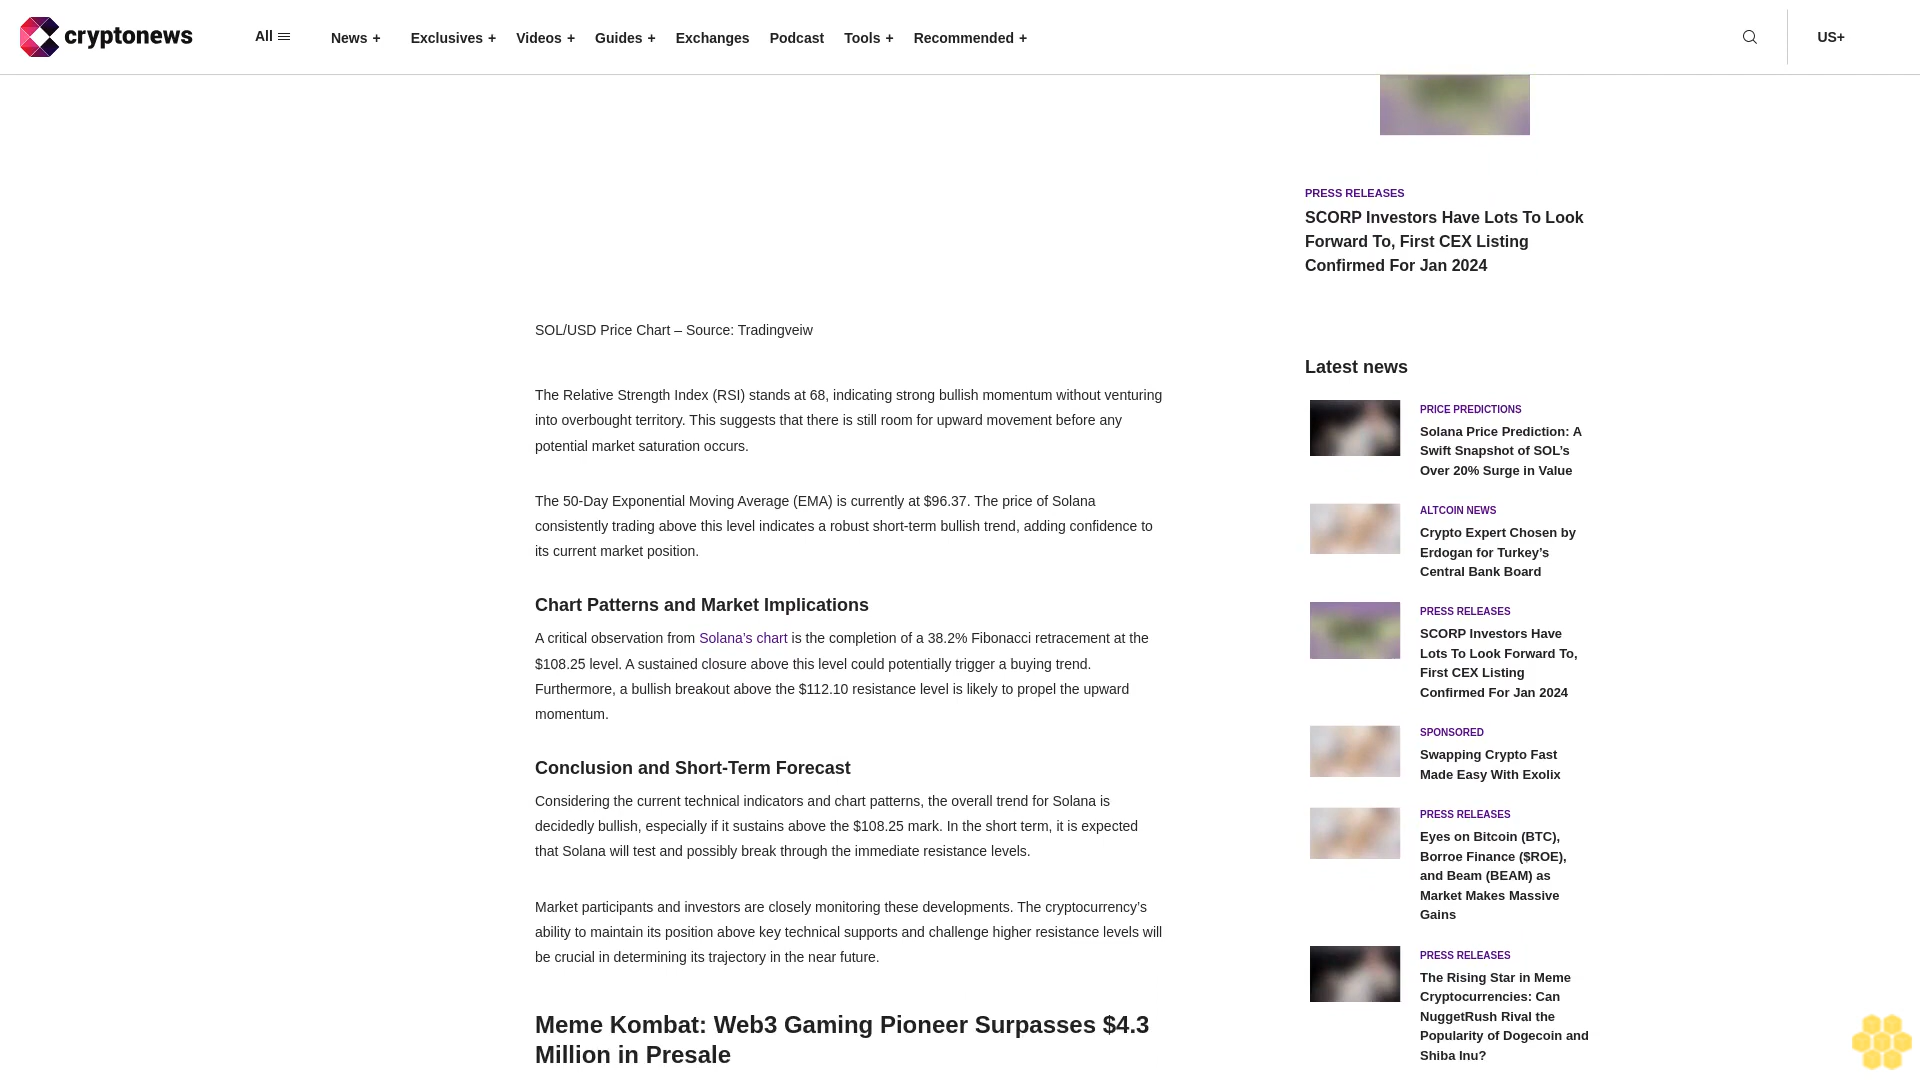 cryptonews
All
News +
Exclusives +
Videos +
Guides +
Exchanges
Podcast
Tools +
Recommended +
US+
SOL/USD Price Chart – Source: Tradingveiw
The Relative Strength Index (RSI) stands at 68, indicating strong bullish momentum without venturing
into overbought territory. This suggests that there is still room for upward movement before any
potential market saturation occurs.
The 50-Day Exponential Moving Average (EMA) is currently at $96.37. The price of Solana
consistently trading above this level indicates a robust short-term bullish trend, adding confidence to
its current market position.
Chart Patterns and Market Implications
A critical observation from Solana’s chart is the completion of a 38.2% Fibonacci retracement at the
$108.25 level. A sustained closure above this level could potentially trigger a buying trend.
Furthermore, a bullish breakout above the $112.10 resistance level is likely to propel the upward
momentum.
Conclusion and Short-Term Forecast
Considering the current technical indicators and chart patterns, the overall trend for Solana is
decidedly bullish, especially if it sustains above the $108.25 mark. In the short term, it is expected
that Solana will test and possibly break through the immediate resistance levels.
Market participants and investors are closely monitoring these developments. The cryptocurrency’s
ability to maintain its position above key technical supports and challenge higher resistance levels will
be crucial in determining its trajectory in the near future.
Meme Kombat: Web3 Gaming Pioneer Surpasses $4.3
Million in Presale
PRESS RELEASES
SCORP Investors Have Lots To Look
Forward To, First CEX Listing
Confirmed For Jan 2024
Latest news
PRICE PREDICTIONS
Solana Price Prediction: A
Swift Snapshot of SOL’s
Over 20% Surge in Value
ALTCOIN NEWS
Crypto Expert Chosen by
Erdogan for Turkey’s
Central Bank Board
PRESS RELEASES
SCORP Investors Have
Lots To Look Forward To,
First CEX Listing
Confirmed For Jan 2024
SPONSORED
Swapping Crypto Fast
Made Easy With Exolix
PRESS RELEASES
Eyes on Bitcoin (BTC),
Borroe Finance ($ROE),
and Beam (BEAM) as
Market Makes Massive
Gains
PRESS RELEASES
The Rising Star in Meme
Cryptocurrencies: Can
NuggetRush Rival the
Popularity of Dogecoin and
Shiba Inu?